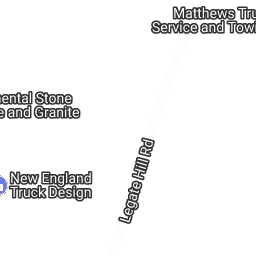 Matthews Tru
Service and Tow
mental Stone
e and Granite
New England
Truck Design
Legate Hill Rd